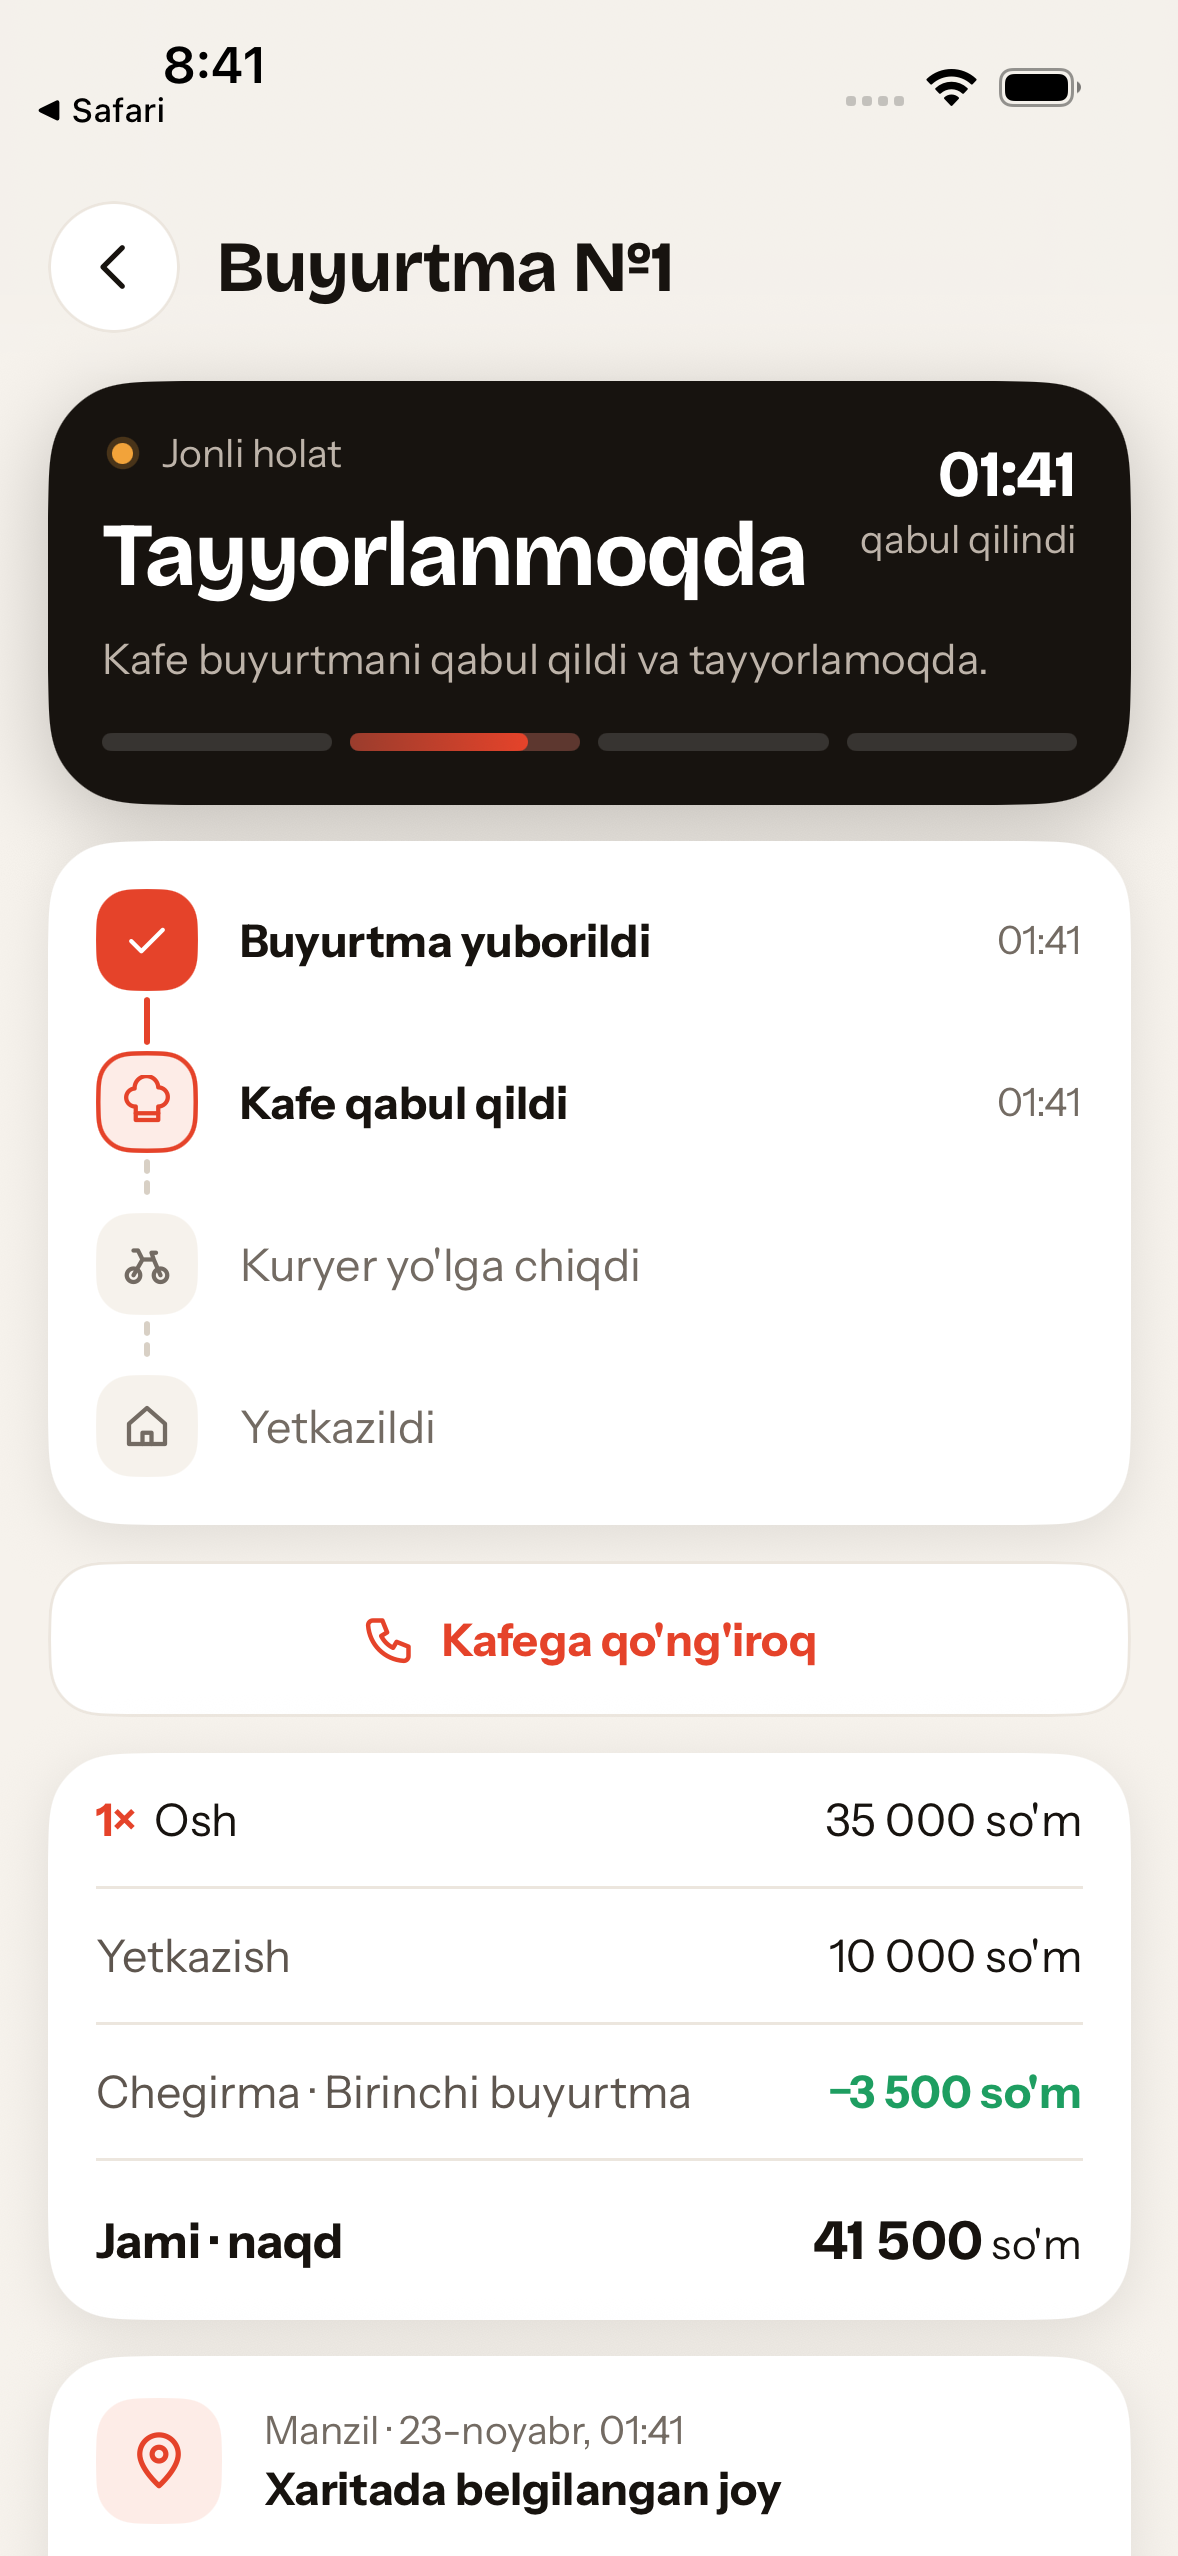 8:41
◀ Safari
Buyurtma №1
Jonli holat
01:41
Tayyorlanmoqda
qabul qilindi
Kafe buyurtmani qabul qildi va tayyorlamoqda.
Buyurtma yuborildi 01:41
Kafe qabul qildi 01:41
Kuryer yo'lga chiqdi
Yetkazildi
Kafega qo'ng'iroq
1× Osh 35 000 so'm
Yetkazish 10 000 so'm
Chegirma · Birinchi buyurtma −3 500 so'm
Jami · naqd 41 500 so'm
Manzil · 23-noyabr, 01:41
Xaritada belgilangan joy